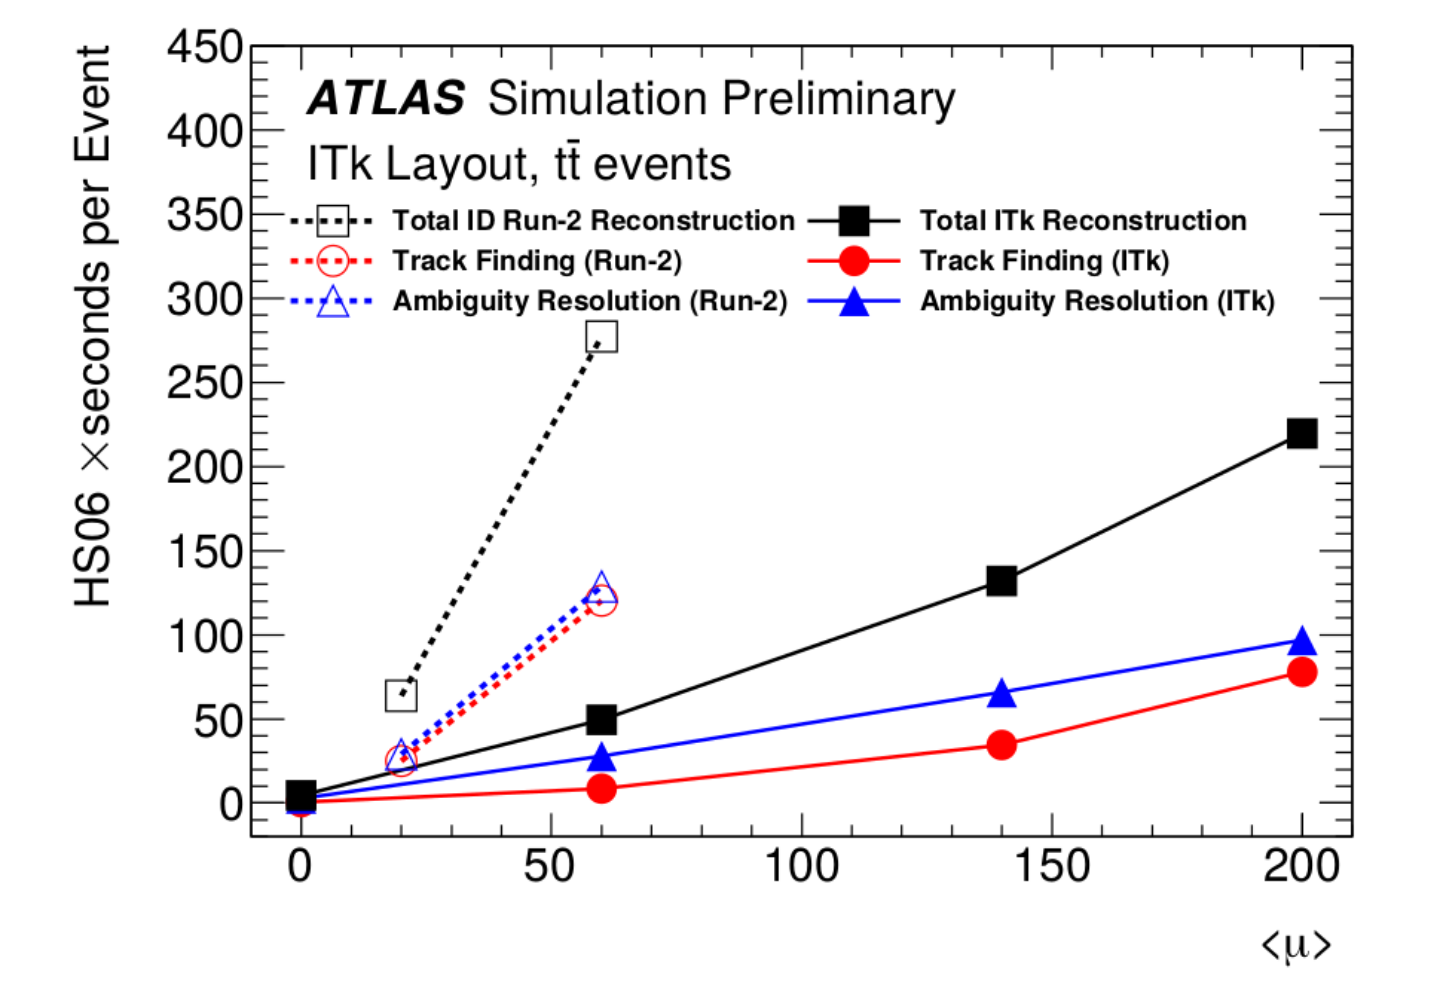 HS06 ×seconds per Event
450
400
350
300
250
200
150
100
50
0
ATLAS Simulation Preliminary
ITk Layout, tt̄ events
Total ID Run-2 Reconstruction
Track Finding (Run-2)
Ambiguity Resolution (Run-2)
Total ITk Reconstruction
Track Finding (ITk)
Ambiguity Resolution (ITk)
0 50 100 150 200
<μ>